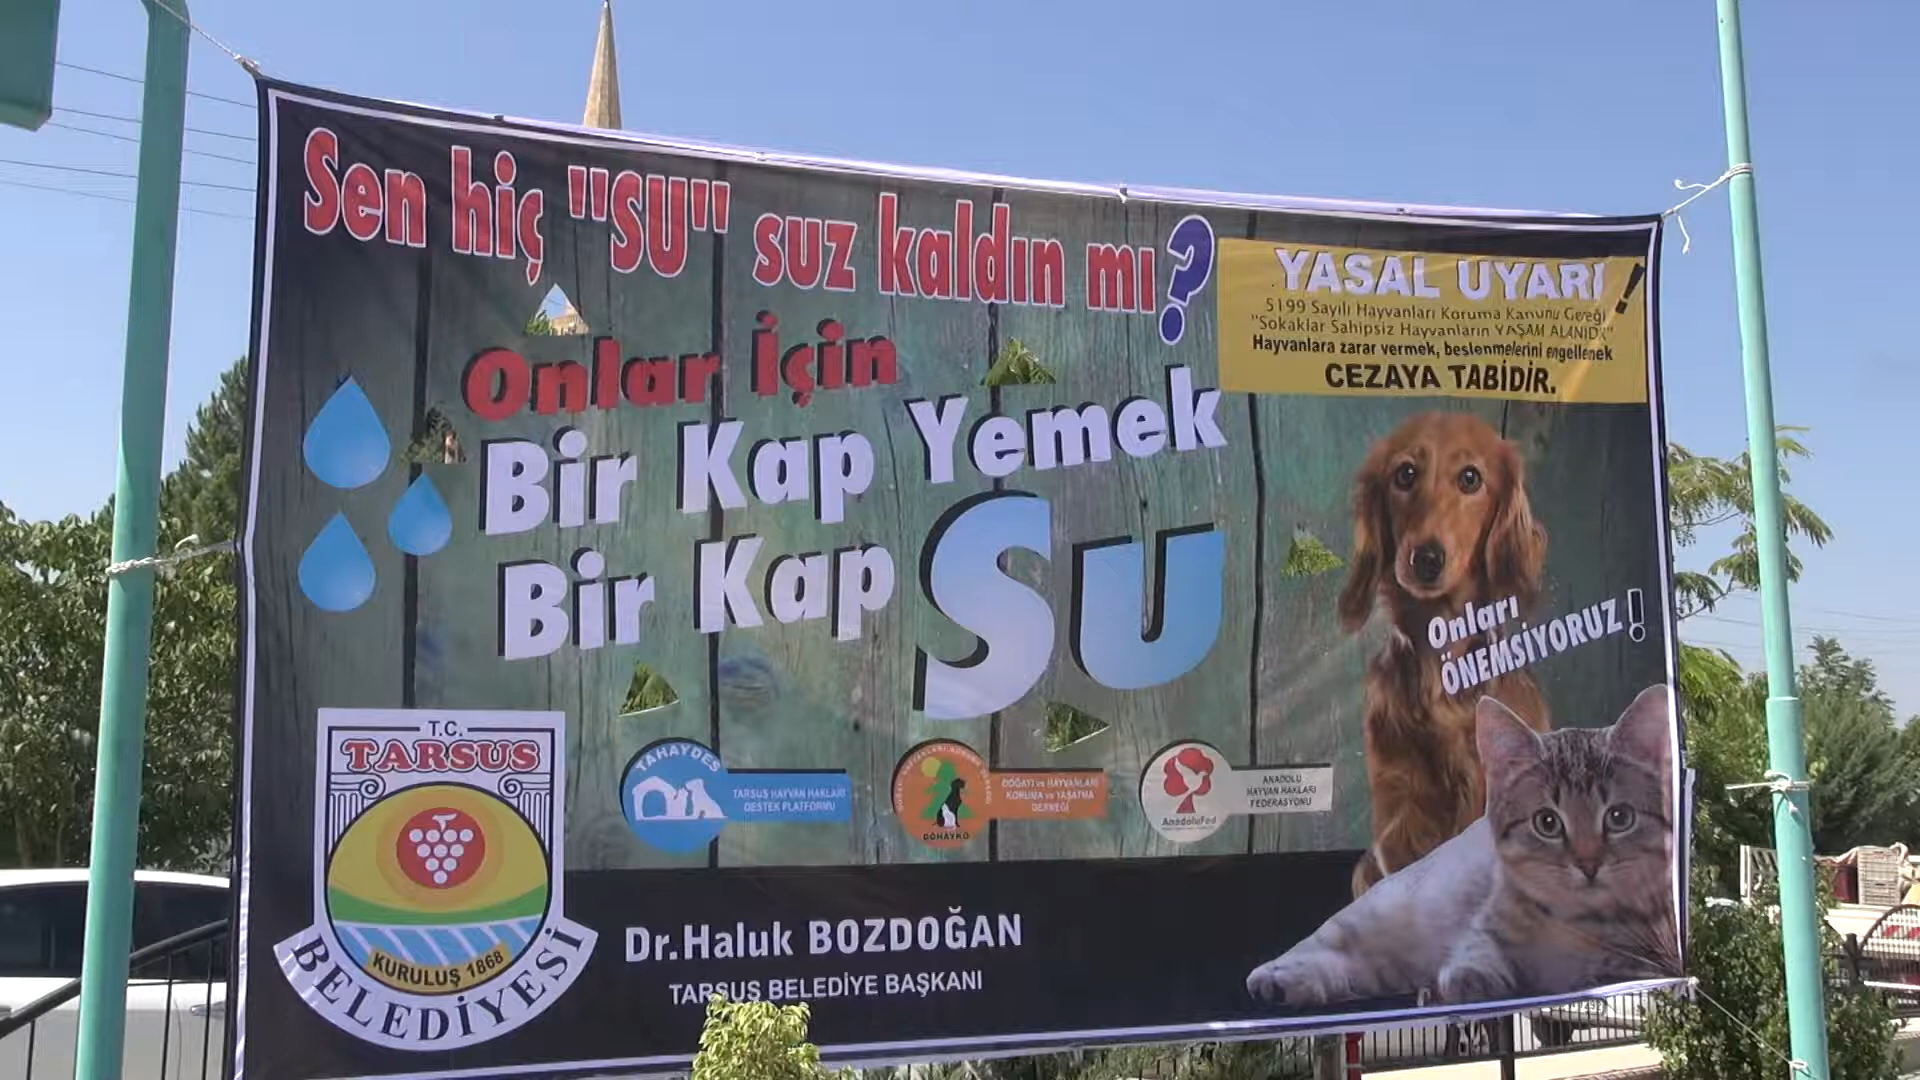 Sen hiç "SU" suz kaldın mı?
YASAL UYARI !
5199 Sayılı Hayvanları Koruma Kanunu Gereği
"Sokaklar Sahipsiz Hayvanların YAŞAM ALANIDIR"
Hayvanlara zarar vermek, beslenmelerini engellenek
CEZAYA TABİDİR.
Onlar İçin
Bir Kap Yemek
Bir Kap Su
Onları
ÖNEMSİYORUZ!
T.C.
TARSUS
KURULUŞ 1868
BELEDİYESİ
TAHAYDES
TARSUS HAYVAN HAKLARI
DESTEK PLATFORMU
DOHAYKO
DOĞAYI ve HAYVANLARI
KORUMA ve YAŞATMA
DERNEĞİ
AnadoluFed
ANADOLU
HAYVAN HAKLARI
FEDERASYONU
Dr.Haluk BOZDOĞAN
TARSUS BELEDİYE BAŞKANI